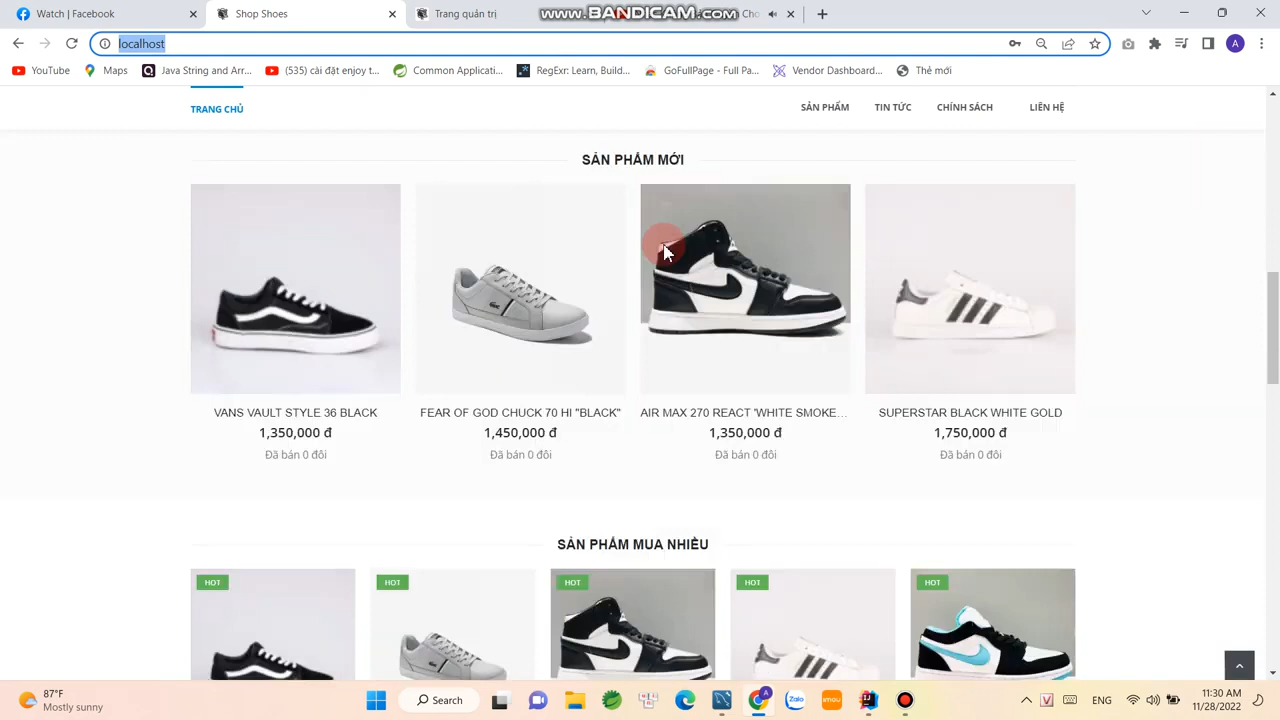 Watch | Facebook
Shop Shoes
Trang quản trị
www.BANDICAM.com
Cho
localhost
A
YouTube
Maps
Java String and Arr...
(535) cài đặt enjoy t...
Common Applicati...
RegExr: Learn, Build...
GoFullPage - Full Pa...
Vendor Dashboard...
Thẻ mới
TRANG CHỦ
SẢN PHẨM
TIN TỨC
CHÍNH SÁCH
LIÊN HỆ
SẢN PHẨM MỚI
VANS VAULT STYLE 36 BLACK
1,350,000 đ
Đã bán 0 đôi
FEAR OF GOD CHUCK 70 HI "BLACK"
1,450,000 đ
Đã bán 0 đôi
AIR MAX 270 REACT 'WHITE SMOKE...
1,350,000 đ
Đã bán 0 đôi
SUPERSTAR BLACK WHITE GOLD
1,750,000 đ
Đã bán 0 đôi
SẢN PHẨM MUA NHIỀU
HOT
HOT
HOT
HOT
HOT
87°F
Mostly sunny
Search
A
Zalo
imou
V
ENG
11:30 AM
11/28/2022